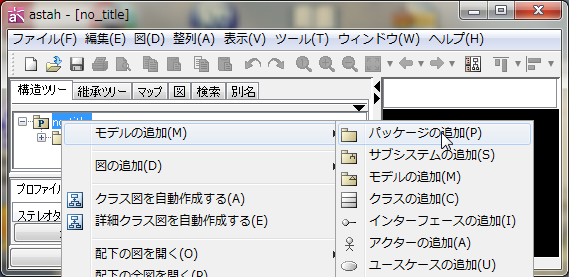 astah - [no_title]
ファイル(F) 編集(E) 図(D) 整列(A) 表示(V) ツール(T) ウィンドウ(W) ヘルプ(H)
構造ツリー 継承ツリー マップ 図 検索 別名
no_title
モデルの追加(M)
図の追加(D)
クラス図を自動作成する(A)
詳細クラス図を自動作成する(E)
配下の図を開く(O)
配下の全図を開く(P)
パッケージの追加(P)
サブシステムの追加(S)
モデルの追加(M)
クラスの追加(C)
インターフェースの追加(I)
アクターの追加(A)
ユースケースの追加(U)
プロファイ
ステレオタ